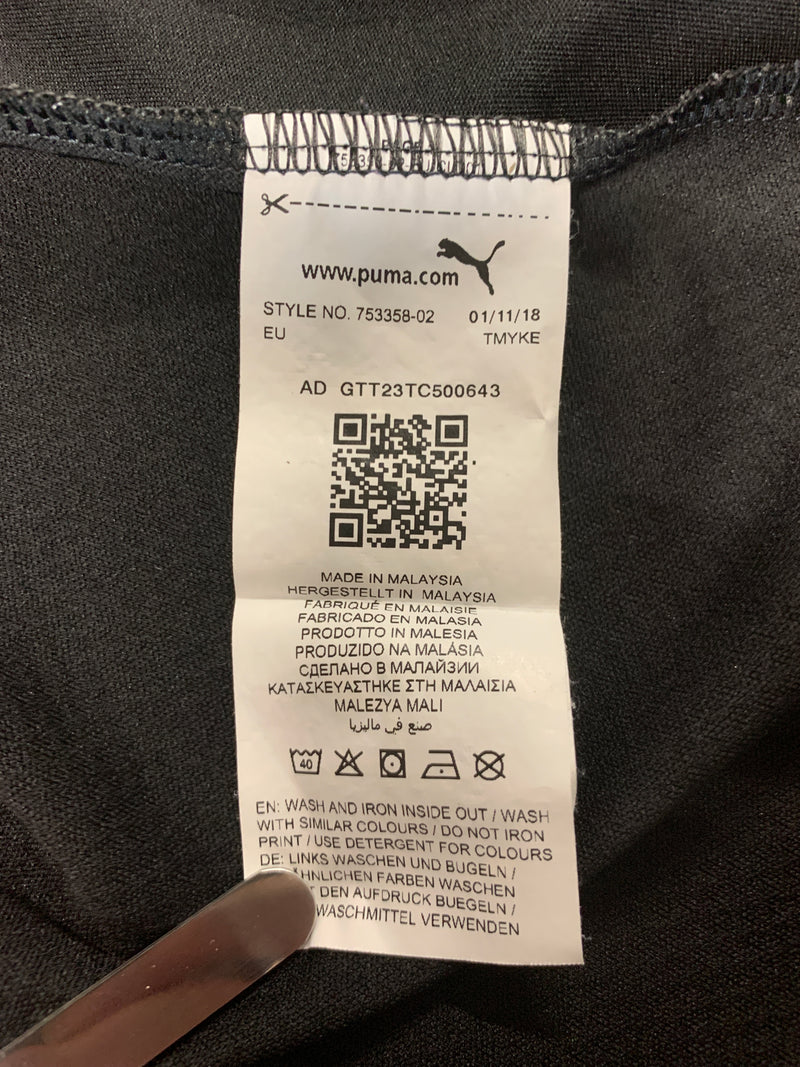 www.puma.com
STYLE NO. 753358-02 01/11/18
EU TMYKE
AD GTT23TC500643
MADE IN MALAYSIA
HERGESTELLT IN MALAYSIA
FABRIQUÉ EN MALAISIE
FABRICADO EN MALASIA
PRODOTTO IN MALESIA
PRODUZIDO NA MALÁSIA
СДЕЛАНО В МАЛАЙЗИИ
ΚΑΤΑΣΚΕΥΑΣΤΗΚΕ ΣΤΗ ΜΑΛΑΙΣΙΑ
MALEZYA MALI
صنع في ماليزيا
40
EN: WASH AND IRON INSIDE OUT / WASH
WITH SIMILAR COLOURS / DO NOT IRON
PRINT / USE DETERGENT FOR COLOURS
DE: LINKS WASCHEN UND BUGELN /
HNLICHEN FARBEN WASCHEN
DEN AUFDRUCK BUEGELN /
WASCHMITTEL VERWENDEN